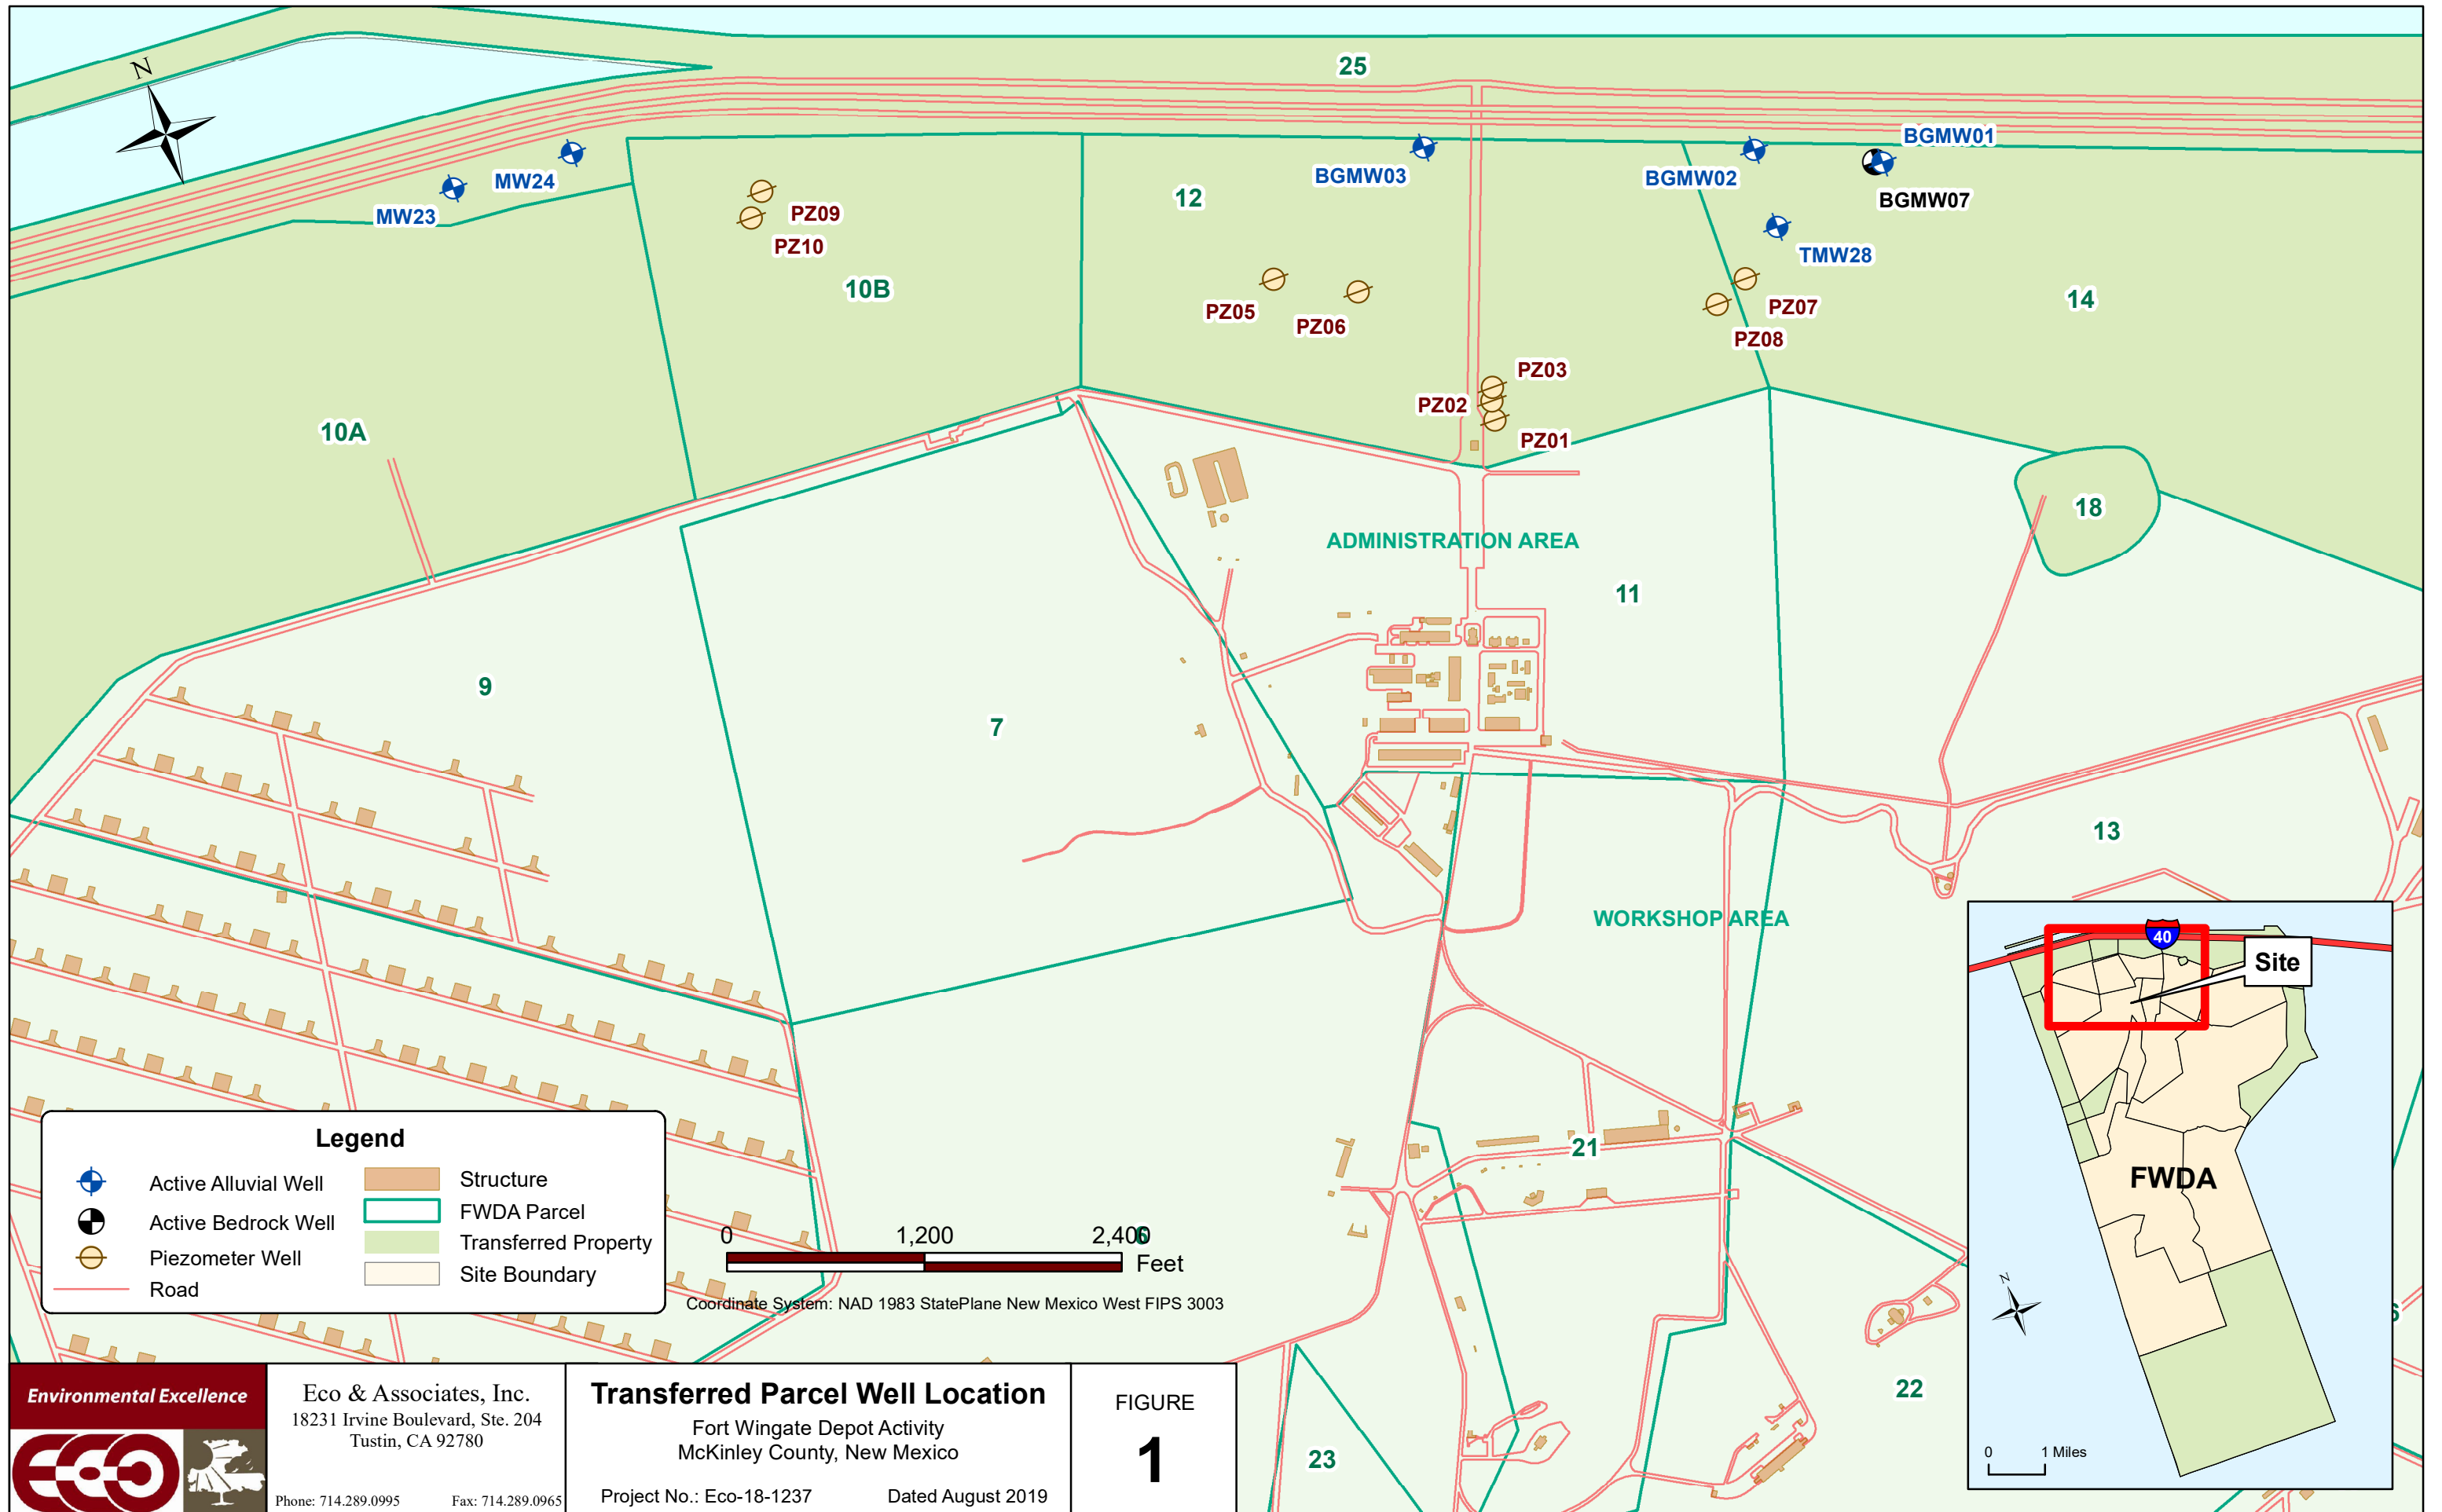 25
N
BGMW01
MW24
BGMW03
BGMW02
BGMW07
12
MW23
PZ09
PZ10
TMW28
10B
14
PZ05
PZ06
PZ07
PZ08
PZ03
PZ02
PZ01
10A
18
ADMINISTRATION AREA
11
9
7
13
WORKSHOP AREA
40
Site
21
FWDA
N
0 1 Miles
22
23
6
Legend
Active Alluvial Well
Active Bedrock Well
Piezometer Well
Road
Structure
FWDA Parcel
Transferred Property
Site Boundary
0 1,200 2,400
Feet
Coordinate System: NAD 1983 StatePlane New Mexico West FIPS 3003
Environmental Excellence
eco
Eco & Associates, Inc.
18231 Irvine Boulevard, Ste. 204
Tustin, CA 92780
Phone: 714.289.0995 Fax: 714.289.0965
Transferred Parcel Well Location
Fort Wingate Depot Activity
McKinley County, New Mexico
Project No.: Eco-18-1237 Dated August 2019
FIGURE
1